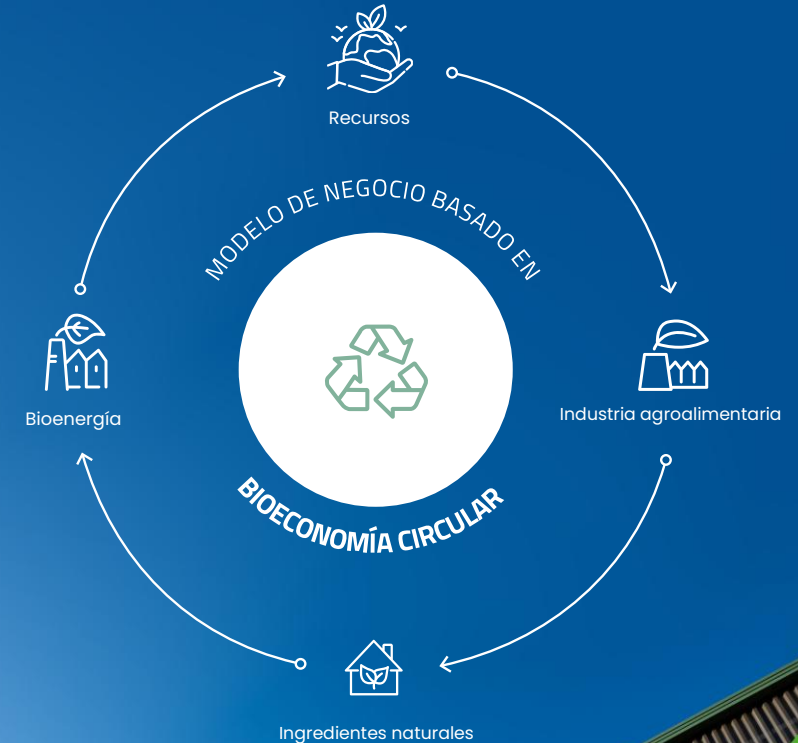 Recursos
MODELO DE NEGOCIO BASADO EN
Bioenergía
Industria agroalimentaria
BIOECONOMÍA CIRCULAR
Ingredientes naturales